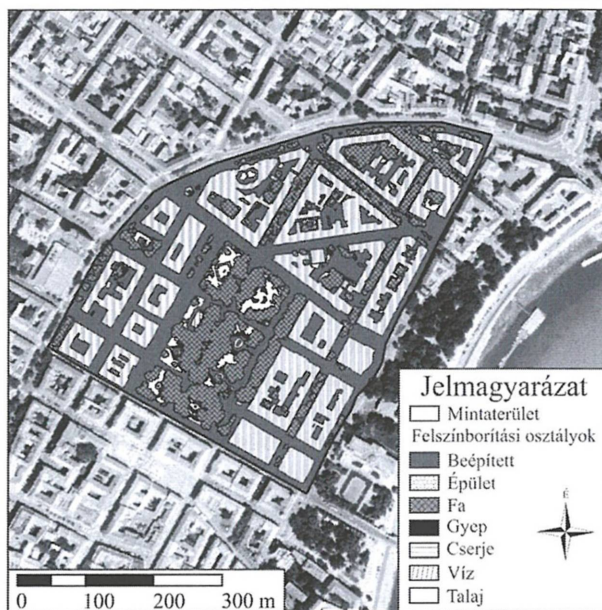 Jelmagyarázat
Mintaterület
Felszínborítási osztályok
Beépített
Épület
Fa
Gyep
Cserje
Víz
Talaj
É
0 100 200 300 m